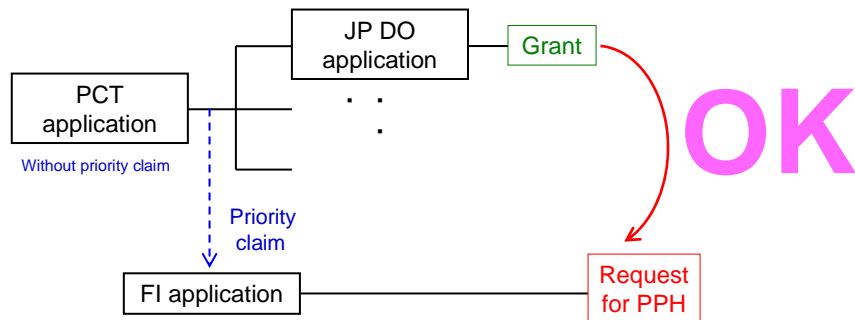 JP DO
application
Grant
PCT
application
OK
Without priority claim
Priority
claim
FI application
Request
for PPH